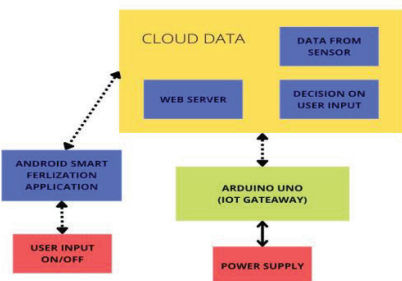 CLOUD DATA
DATA FROM
SENSOR
WEB SERVER
DECISION ON
USER INPUT
ANDROID SMART
FERLIZATION
APPLICATION
ARDUINO UNO
(IOT GATEAWAY)
USER INPUT
ON/OFF
POWER SUPPLY